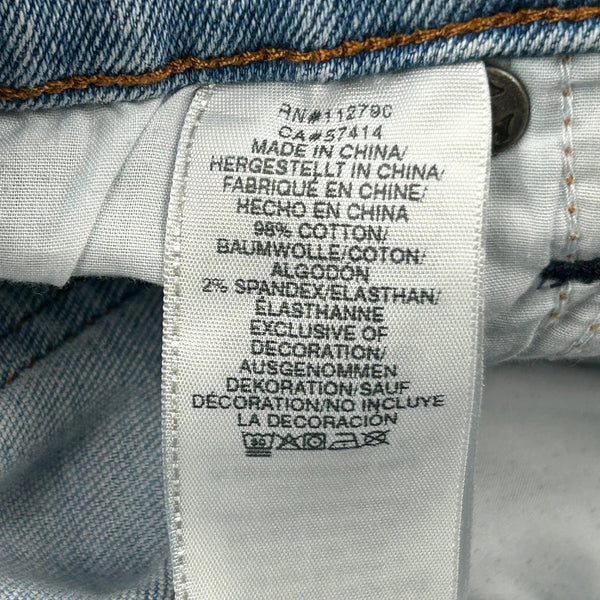 RN#112790
CA#57414
MADE IN CHINA/
HERGESTELLT IN CHINA/
FABRIQUÉ EN CHINE/
HECHO EN CHINA
98% COTTON/
BAUMWOLLE/COTON/
ALGODÓN
2% SPANDEX/ELASTHAN/
ÉLASTHANNE
EXCLUSIVE OF
DECORATION/
AUSGENOMMEN
DEKORATION/SAUF
DÉCORATION/NO INCLUYE
LA DECORACIÓN